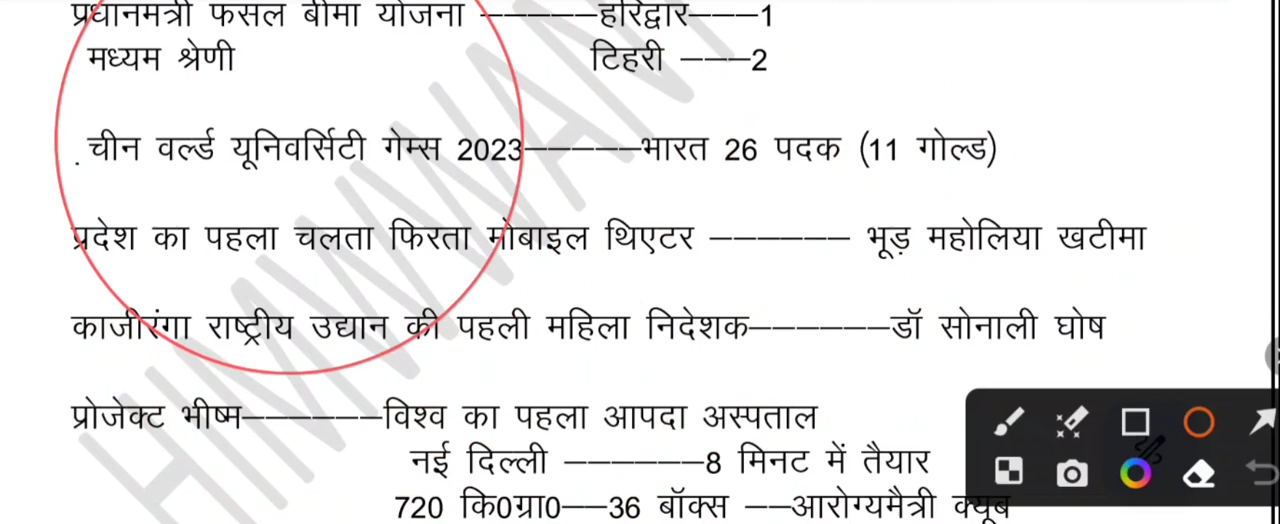 प्रधानमंत्री फसल बीमा योजना —————हरिद्वार———1
मध्यम श्रेणी टिहरी ———2
. चीन वर्ल्ड यूनिवर्सिटी गेम्स 2023—————भारत 26 पदक (11 गोल्ड)
प्रदेश का पहला चलता फिरता मोबाइल थिएटर —————— भूड़ महोलिया खटीमा
काजीरंगा राष्ट्रीय उद्यान की पहली महिला निदेशक——————डॉ सोनाली घोष
प्रोजेक्ट भीष्म——————विश्व का पहला आपदा अस्पताल
नई दिल्ली ——————8 मिनट में तैयार
720 कि0ग्रा0——36 बॉक्स ——आरोग्यमैत्री क्यूब